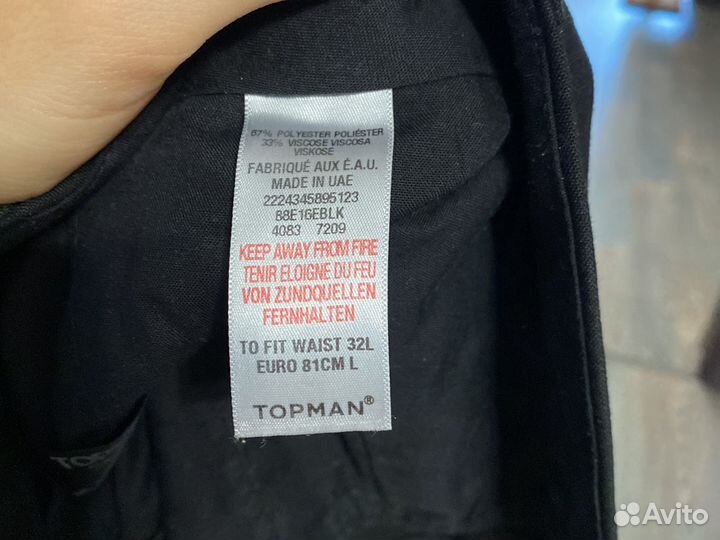 67% POLYESTER POLIÉSTER
33% VISCOSE VISCOSA
VISKOSE
FABRIQUÉ AUX É.A.U.
MADE IN UAE
2224345895123
88E16EBLK
4083 7209
KEEP AWAY FROM FIRE
TENIR ELOIGNE DU FEU
VON ZUNDQUELLEN
FERNHALTEN
TO FIT WAIST 32L
EURO 81CM L
TOPMAN®
Avito